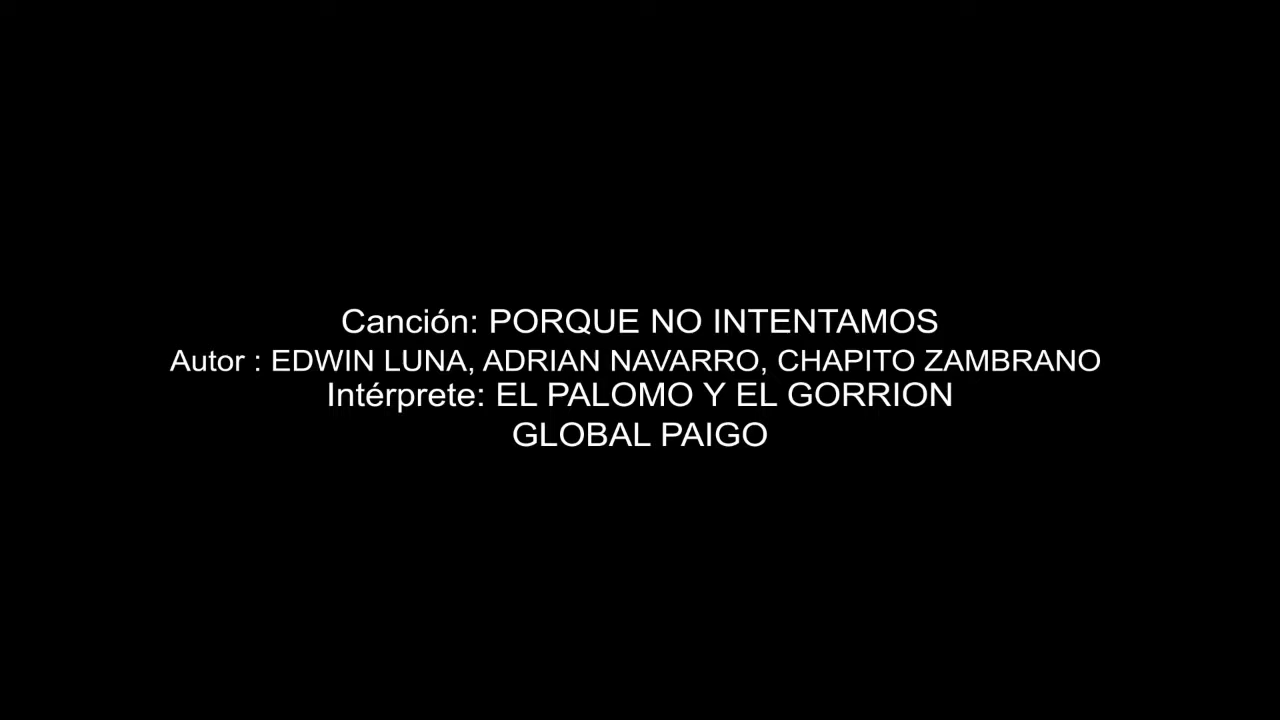 Canción: PORQUE NO INTENTAMOS
Autor : EDWIN LUNA, ADRIAN NAVARRO, CHAPITO ZAMBRANO
Intérprete: EL PALOMO Y EL GORRION
GLOBAL PAIGO